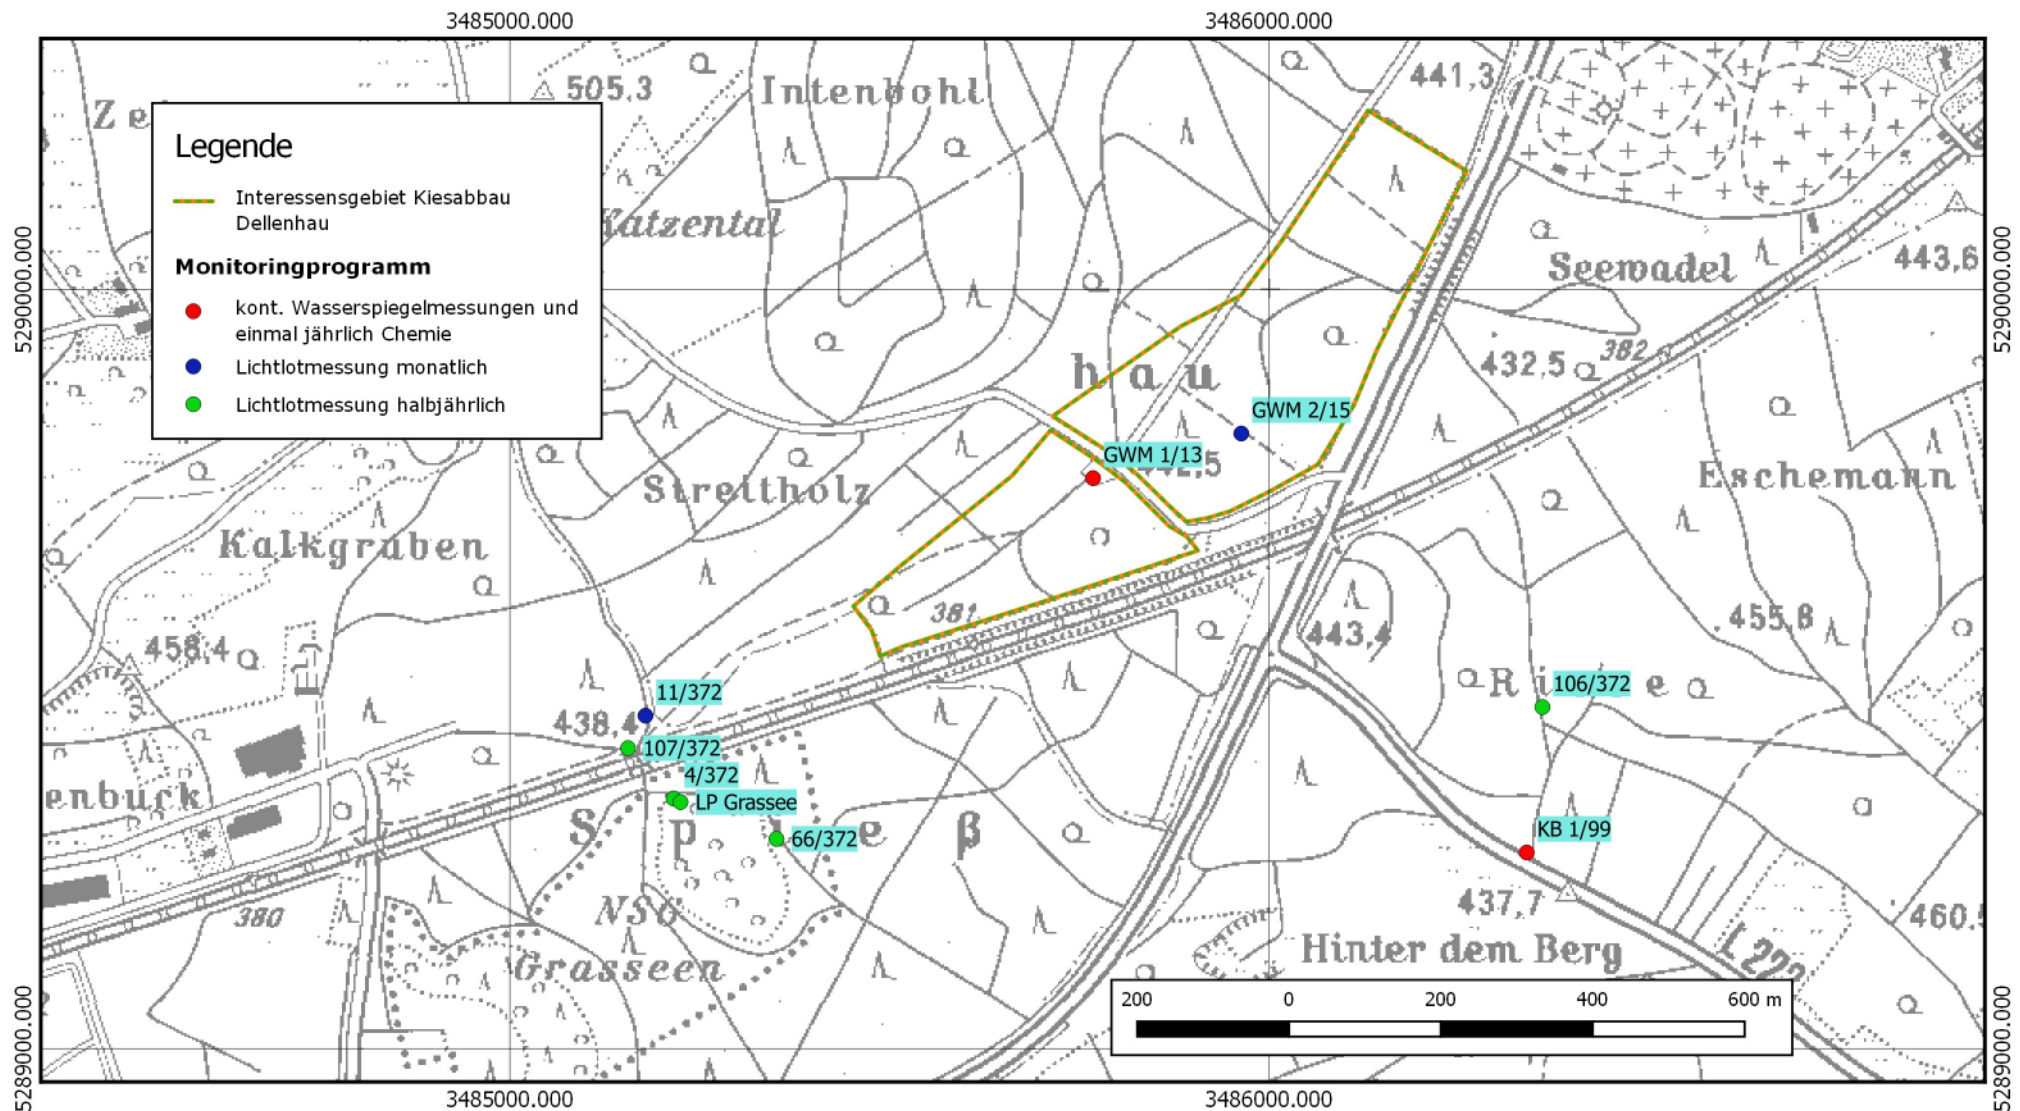 3485000.000
3486000.000
505,3
Intenbohl
441,3
Legende
Interessensgebiet Kiesabbau
Dellenhau
Monitoringprogramm
kont. Wasserspiegelmessungen und
einmal jährlich Chemie
Lichtlotmessung monatlich
Lichtlotmessung halbjährlich
Katzental
Seewadel
443,6
5290000.000
5290000.000
432,5
382
hau
GWM 2/15
GWM 1/13
Streitholz
Eschemann
Kalkgruben
381
458,4
443,4
455,8
11/372
438,4
107/372
4/372
LP Grassee
66/372
106/372
KB 1/99
enbuck
380
NSG
Grasseen
437,7
Hinter dem Berg
L 222
200 0 200 400 600 m
5289000.000
5289000.000
3485000.000
3486000.000